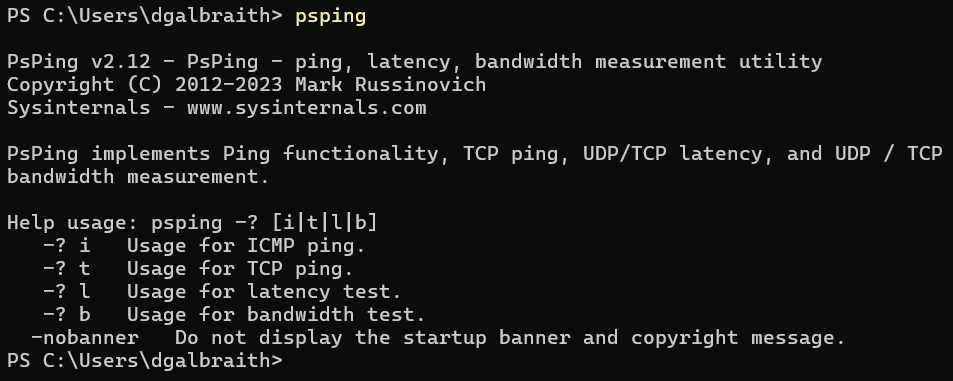 PS C:\Users\dgalbraith> psping

PsPing v2.12 - PsPing - ping, latency, bandwidth measurement utility
Copyright (C) 2012-2023 Mark Russinovich
Sysinternals - www.sysinternals.com

PsPing implements Ping functionality, TCP ping, UDP/TCP latency, and UDP / TCP
bandwidth measurement.

Help usage: psping -? [i|t|l|b]
   -? i   Usage for ICMP ping.
   -? t   Usage for TCP ping.
   -? l   Usage for latency test.
   -? b   Usage for bandwidth test.
  -nobanner   Do not display the startup banner and copyright message.
PS C:\Users\dgalbraith>